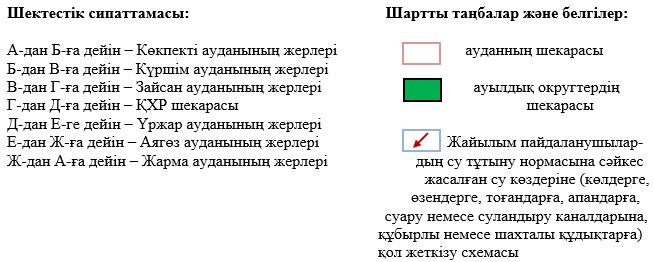 Шектестік сипаттамасы:
А-дан Б-ға дейін – Көкпекті ауданының жерлері
Б-дан В-ға дейін – Күршім ауданының жерлері
В-дан Г-ға дейін – Зайсан ауданының жерлері
Г-дан Д-ға дейін – ҚХР шекарасы
Д-дан Е-ге дейін – Үржар ауданының жерлері
Е-дан Ж-ға дейін – Аягөз ауданының жерлері
Ж-дан А-ға дейін – Жарма ауданының жерлері
Шартты таңбалар және белгілер:
ауданның шекарасы
ауылдық округтердің
шекарасы
Жайылым пайдаланушылар-
дың су тұтыну нормасына сәйкес
жасалған су көздеріне (көлдерге,
өзендерге, тоғандарға, апандарға,
суару немесе суландыру каналдарына,
құбырлы немесе шахталы құдықтарға)
қол жеткізу схемасы